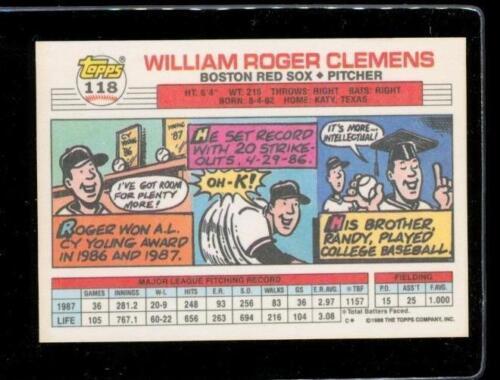 Topps
118
WILLIAM ROGER CLEMENS
BOSTON RED SOX ◆ PITCHER
HT: 6'4" WT: 215 THROWS: RIGHT BATS: RIGHT
BORN: 8-4-62 HOME: KATY, TEXAS
CY YOUNG '86
'87
I'VE GOT ROOM FOR PLENTY MORE!
ROGER WON A.L.
CY YOUNG AWARD
IN 1986 AND 1987.
HE SET RECORD
WITH 20 STRIKE-
OUTS, 4-29-86.
OH-K!
IT'S MORE... INTELLECTUAL!
HIS BROTHER,
RANDY, PLAYED
COLLEGE BASEBALL.
MAJOR LEAGUE PITCHING RECORD FIELDING
GAMES INNINGS W-L HITS RUNS S.O. WALKS GS E.R.AVG. ★TBF P.O. ASS'T F.AVG.
1987 36 281.2 20-9 248 93 256 83 36 2.97 1157 15 25 1.000
LIFE 105 767.1 60-22 656 287 794 216 104 3.08
★Total Batters Faced.
C★ ©1988 THE TOPPS COMPANY, INC.